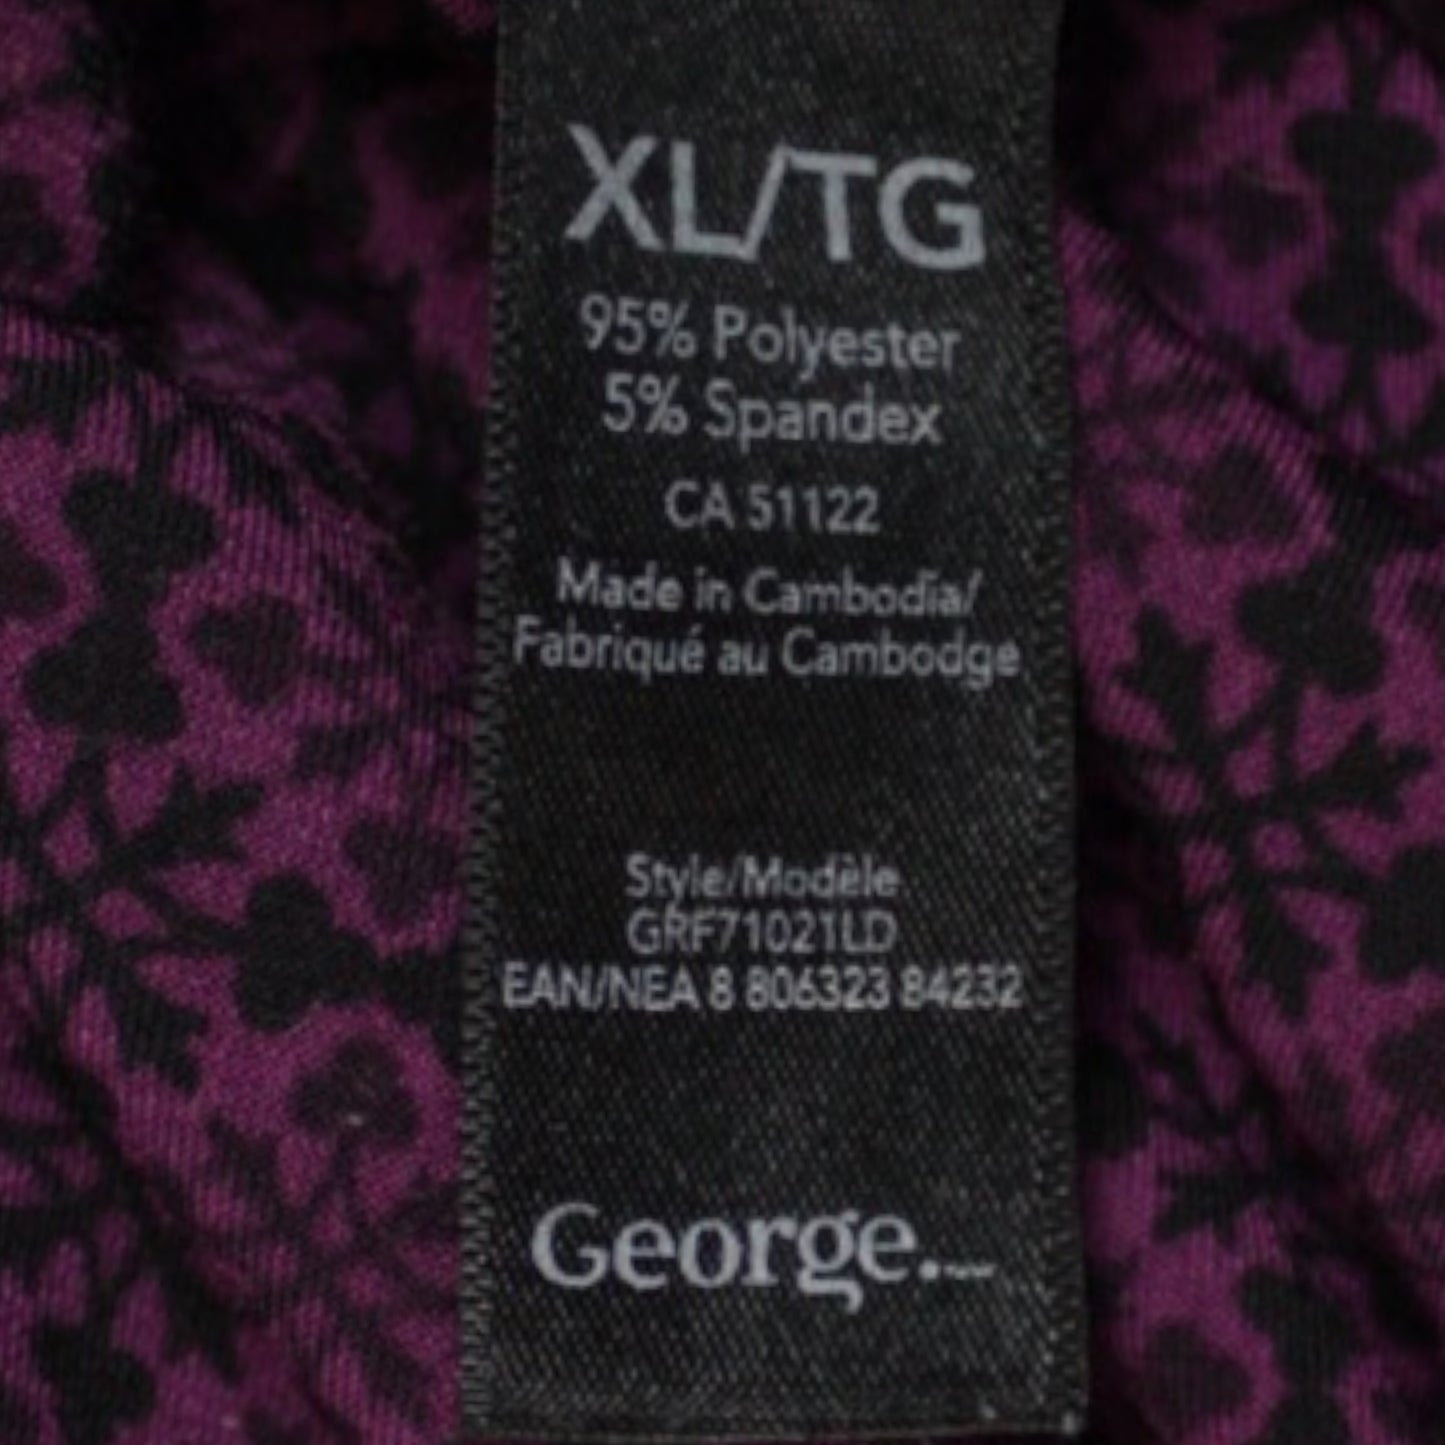 XL/TG
95% Polyester
5% Spandex
CA 51122
Made in Cambodia/
Fabriqué au Cambodge
Style/Modèle
GRF71021LD
EAN/NEA 8 806323 84232
George.